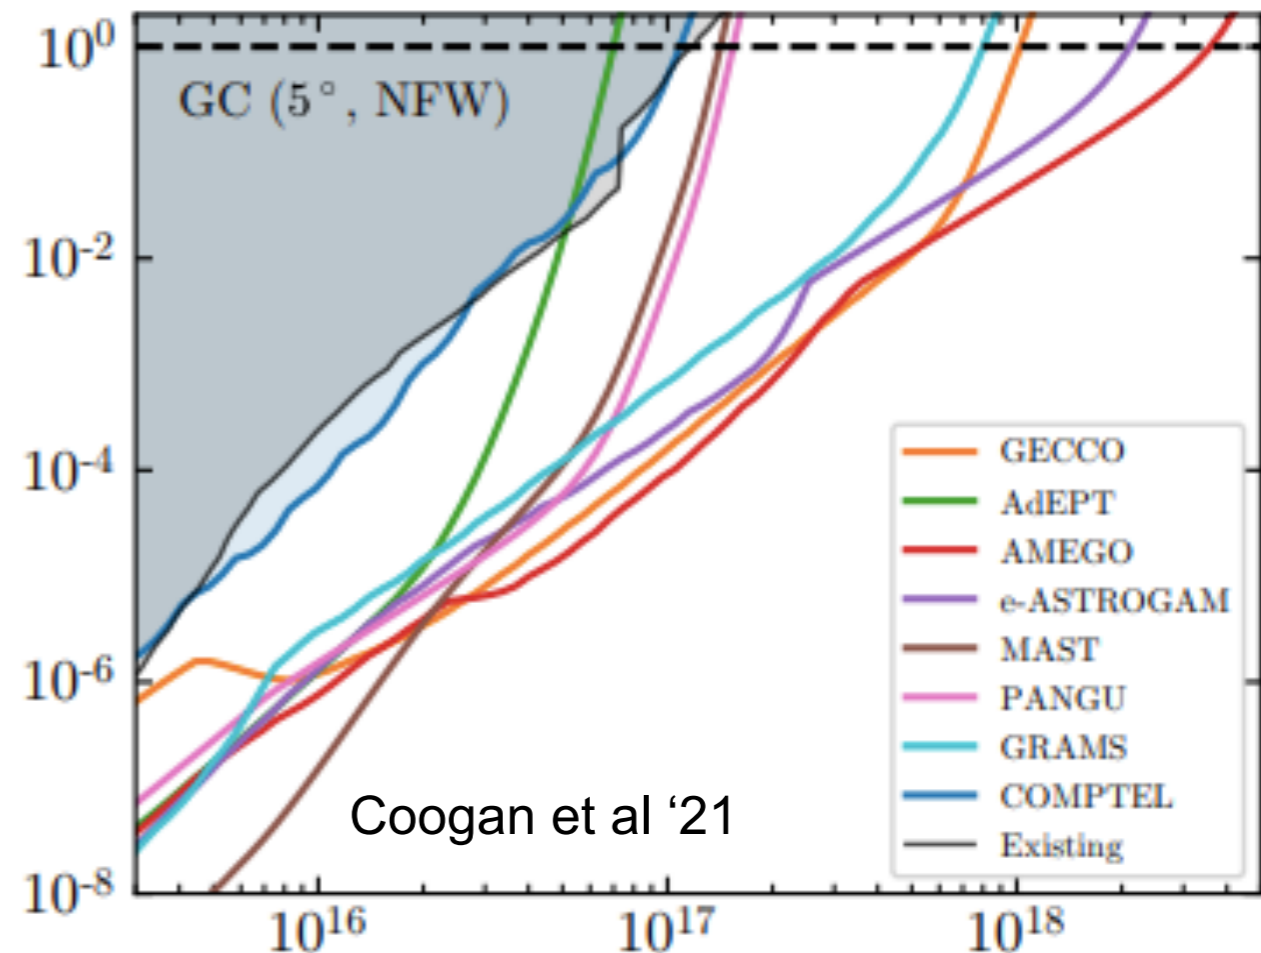 10^0
GC (5°, NFW)
10^-2
10^-4
10^-6
10^-8
GECCO
AdEPT
AMEGO
e-ASTROGAM
MAST
PANGU
GRAMS
COMPTEL
Existing
Coogan et al ‘21
10^16 10^17 10^18